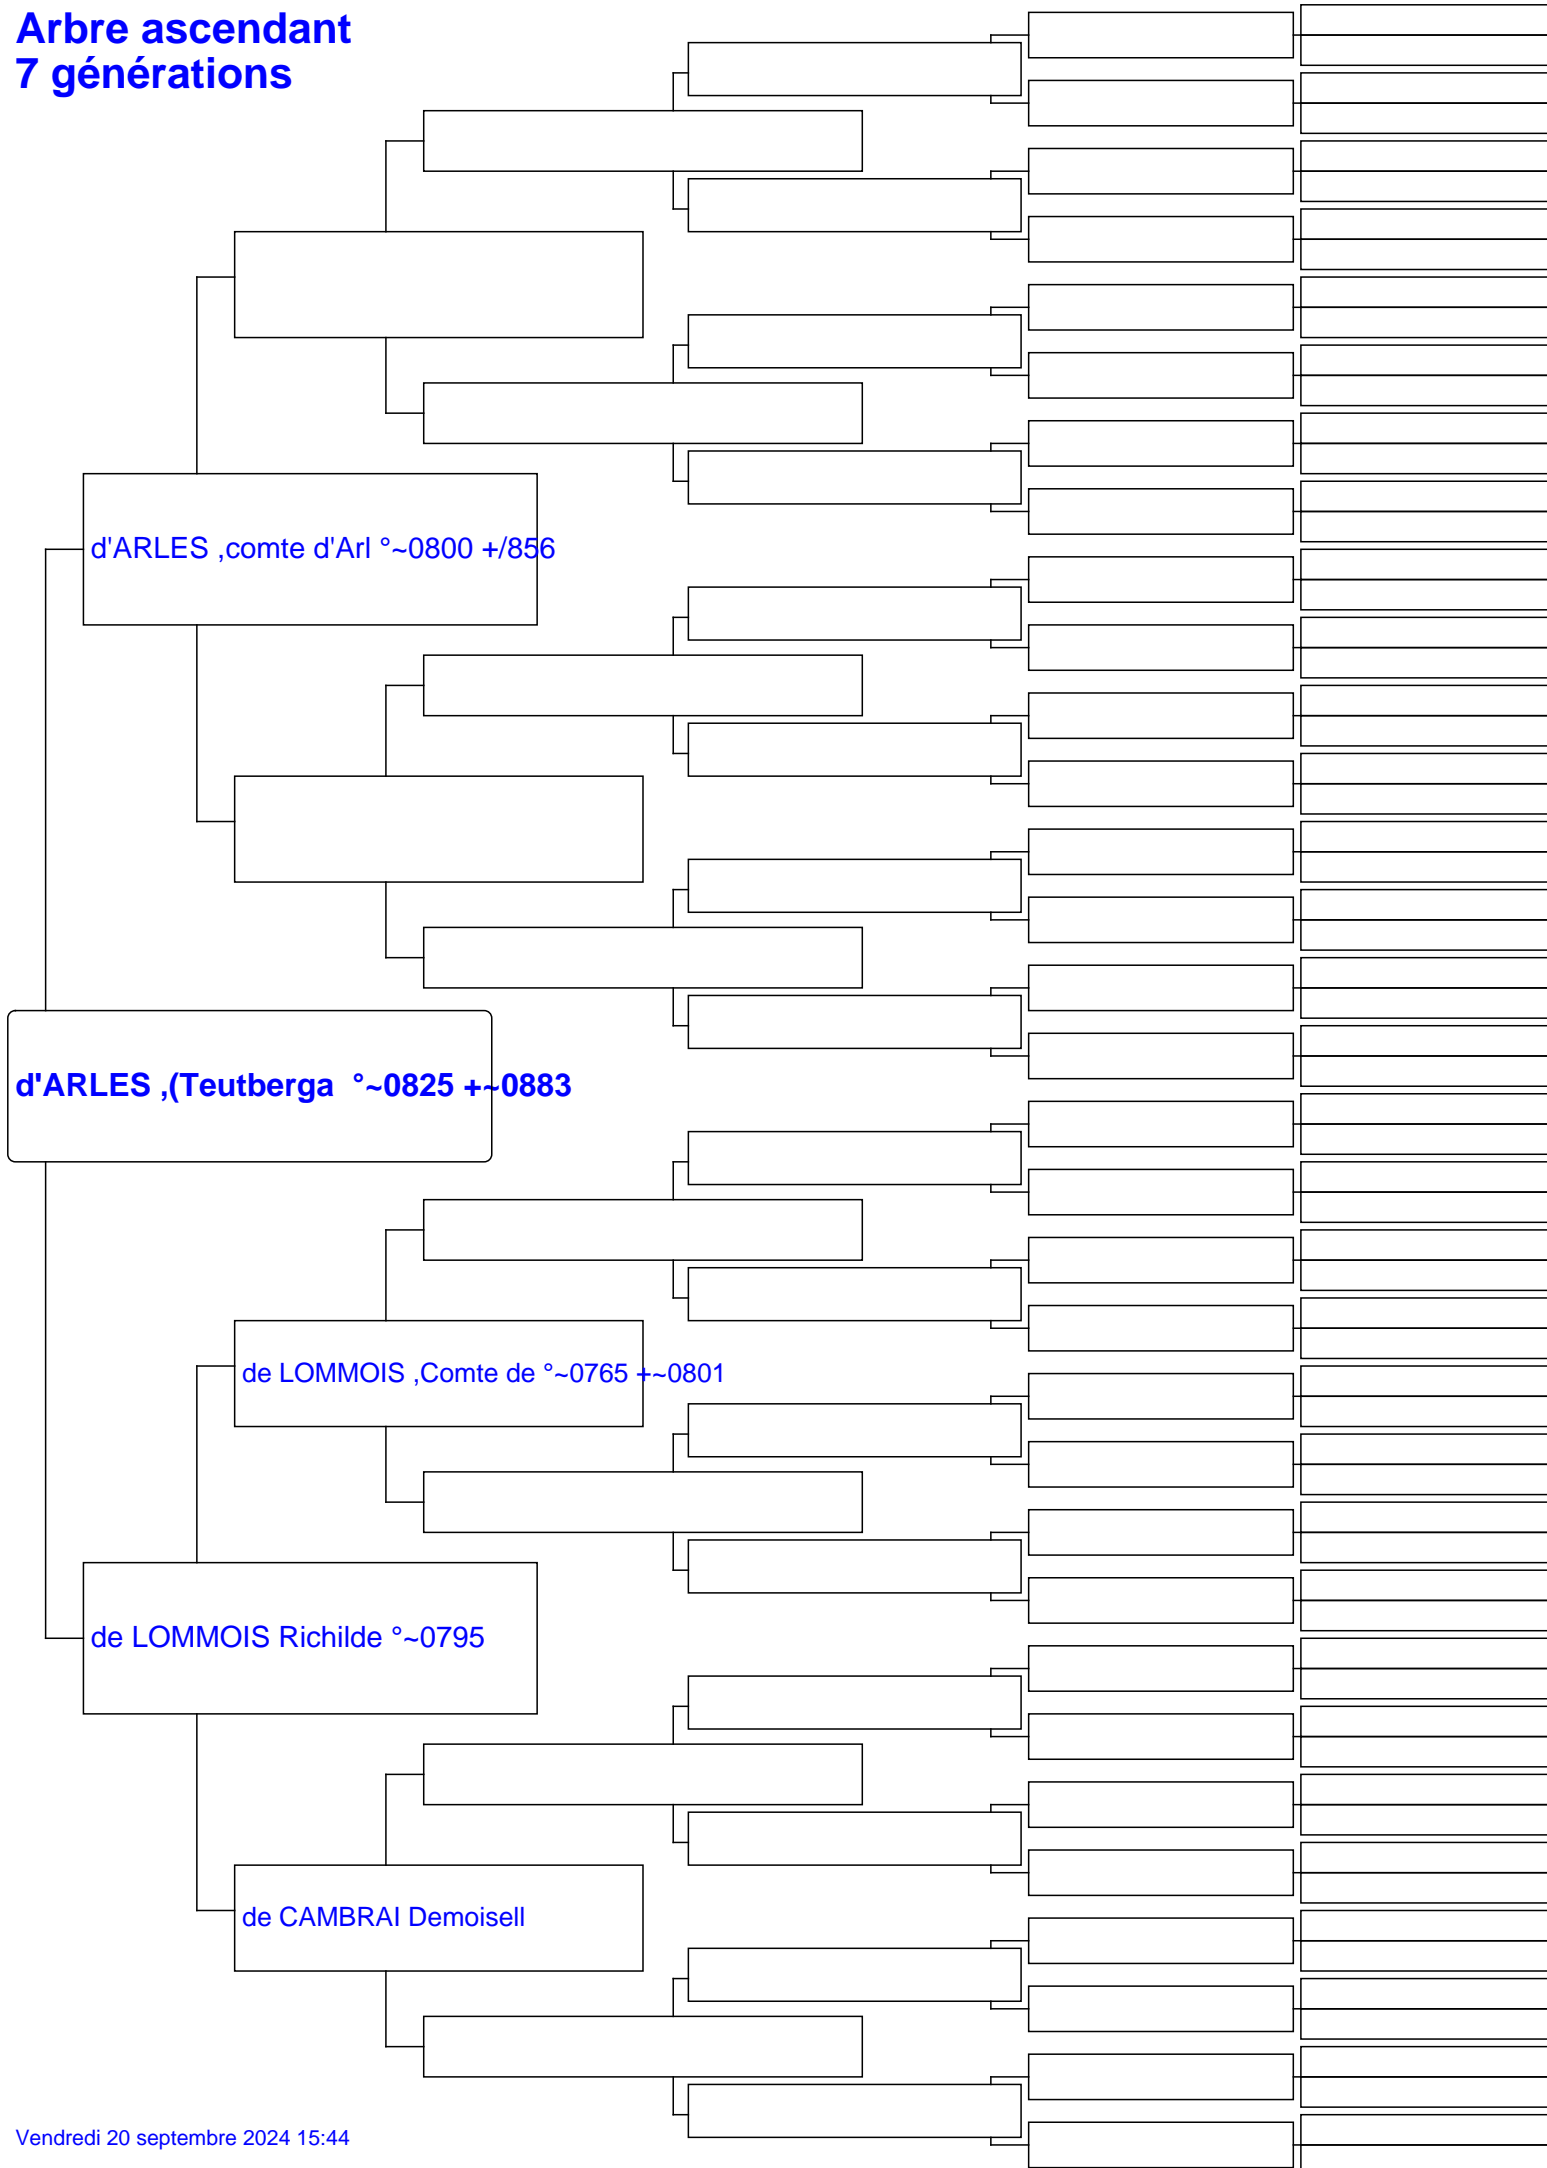 Arbre ascendant
7 générations
d'ARLES ,comte d'Arl °~0800 +/856
d'ARLES ,(Teutberga °~0825 +~0883
de LOMMOIS ,Comte de °~0765 +~0801
de LOMMOIS Richilde °~0795
de CAMBRAI Demoisell
Vendredi 20 septembre 2024 15:44